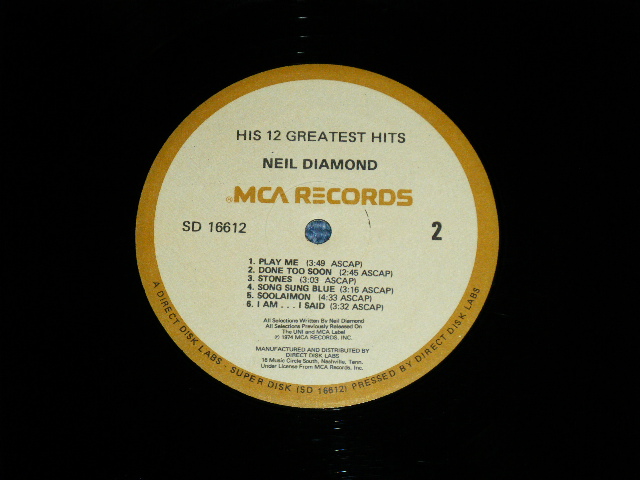 HIS 12 GREATEST HITS
NEIL DIAMOND
®MCA RECORDS
SD 16612
2
1. PLAY ME (3:49 ASCAP)
2. DONE TOO SOON (2:45 ASCAP)
3. STONES (3:03 ASCAP)
4. SONG SUNG BLUE (3:16 ASCAP)
5. SOOLAIMON (4:33 ASCAP)
6. I AM . . . I SAID (3:32 ASCAP)
All Selections Written By Neil Diamond
All Selections Previously Released On
The UNI and MCA Label
℗ 1974 MCA RECORDS, INC.
MANUFACTURED AND DISTRIBUTED BY
DIRECT DISK LABS
16 Music Circle South, Nashville, Tenn.
Under License From MCA Records, Inc.
A DIRECT DISK LABS - SUPER DISK (SD 16612) PRESSED BY DIRECT DISK LABS